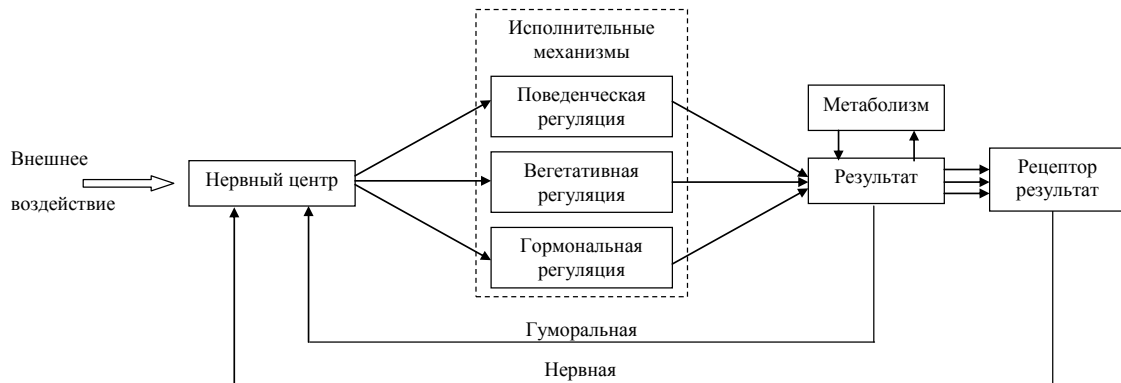 Исполнительные
механизмы
Поведенческая
регуляция
Метаболизм
Внешнее
воздействие
Нервный центр
Вегетативная
регуляция
Результат
Рецептор
результат
Гормональная
регуляция
Гуморальная
Нервная